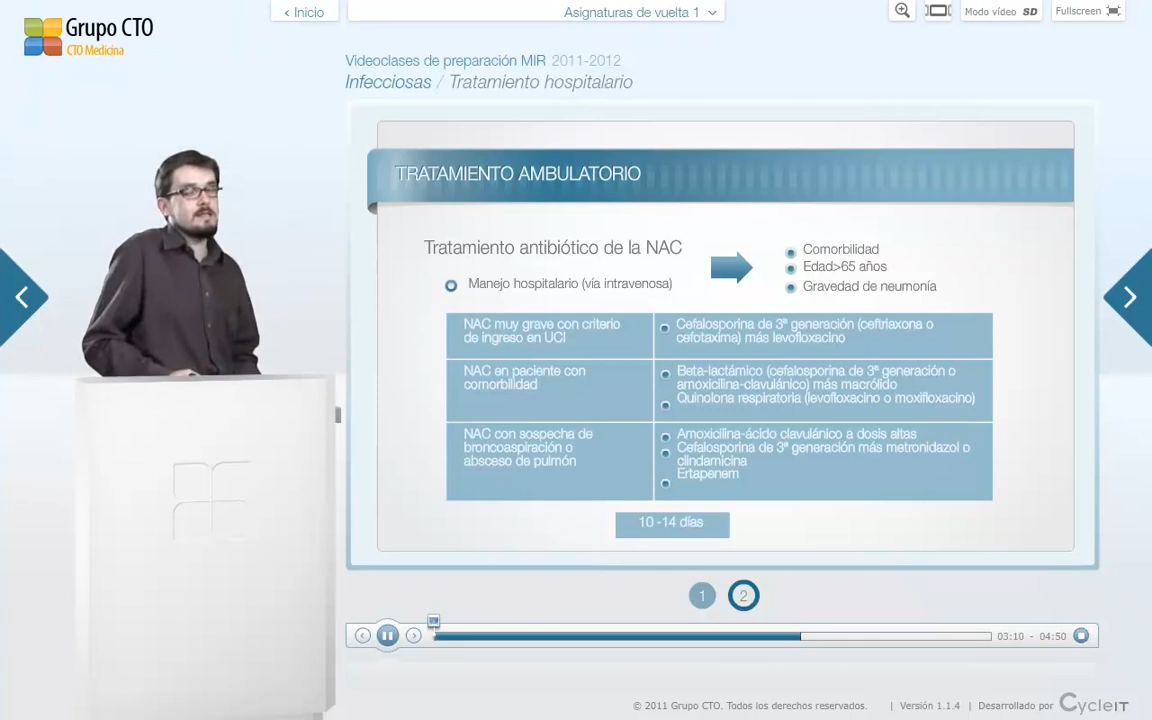 Grupo CTO
CTO Medicina
‹ Inicio
Asignaturas de vuelta 1
Modo vídeo SD
Fullscreen
Videoclases de preparación MIR 2011-2012
Infecciosas / Tratamiento hospitalario
TRATAMIENTO AMBULATORIO
Tratamiento antibiótico de la NAC
Manejo hospitalario (vía intravenosa)
Comorbilidad
Edad>65 años
Gravedad de neumonía
NAC muy grave con criterio
de ingreso en UCI
Cefalosporina de 3ª generación (ceftriaxona o
cefotaxima) más levofloxacino
NAC en paciente con
comorbilidad
Beta-lactámico (cefalosporina de 3ª generación o
amoxicilina-clavulánico) más macrólido
Quinolona respiratoria (levofloxacino o moxifloxacino)
NAC con sospecha de
broncoaspiración o
absceso de pulmón
Amoxicilina-ácido clavulánico a dosis altas
Cefalosporina de 3ª generación más metronidazol o
clindamicina
Ertapenem
10 -14 días
1
2
03:10 - 04:50
© 2011 Grupo CTO. Todos los derechos reservados. | Versión 1.1.4 | Desarrollado por CycleIT